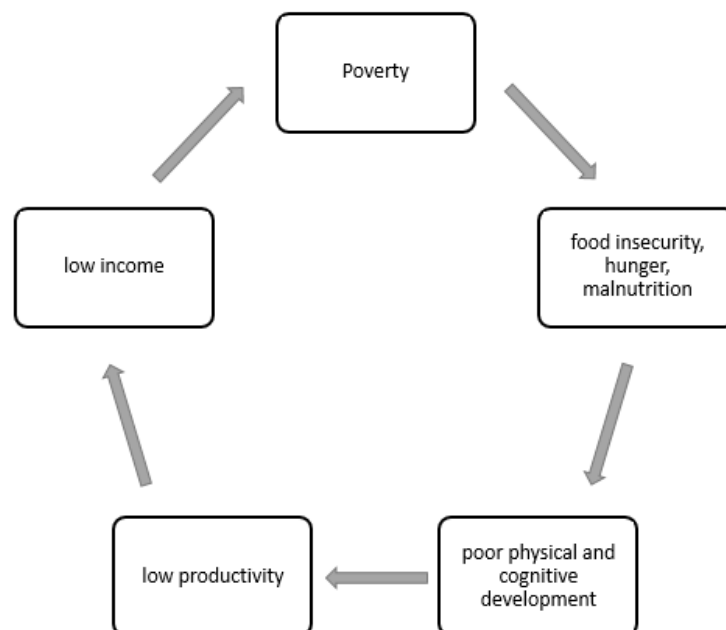 Poverty
food insecurity,
hunger,
malnutrition
poor physical and
cognitive
development
low productivity
low income